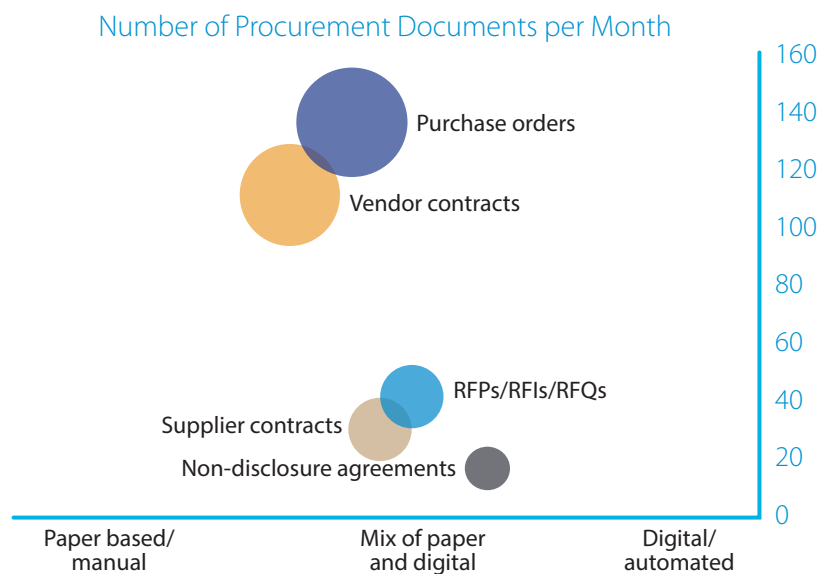 Number of Procurement Documents per Month
160
140
Purchase orders
120
Vendor contracts
100
80
60
RFPs/RFIs/RFQs
40
Supplier contracts
Non-disclosure agreements
20
0
Paper based/
manual
Mix of paper
and digital
Digital/
automated